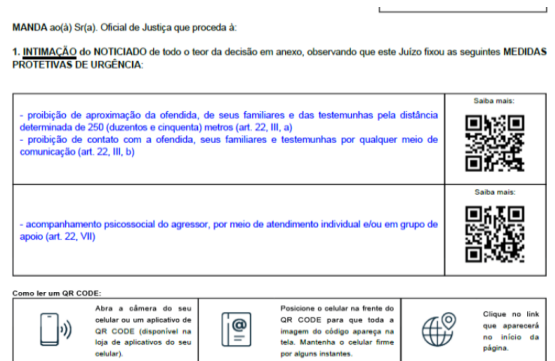 MANDA ao(à) Sr(a). Oficial de Justiça que proceda à:
1. INTIMAÇÃO do NOTICIADO de todo o teor da decisão em anexo, observando que este Juízo fixou as seguintes MEDIDAS
PROTETIVAS DE URGÊNCIA:
Saiba mais:
- proibição de aproximação da ofendida, de seus familiares e das testemunhas pela distância
determinada de 250 (duzentos e cinquenta) metros (art. 22, III, a)
- proibição de contato com a ofendida, seus familiares e testemunhas por qualquer meio de
comunicação (art. 22, III, b)
Saiba mais:
- acompanhamento psicossocial do agressor, por meio de atendimento individual e/ou em grupo de
apoio (art. 22, VII)
Como ler um QR CODE:
Abra a câmera do seu
celular ou um aplicativo de
QR CODE (disponível na
loja de aplicativos do seu
celular).
Posicione o celular na frente do
QR CODE para que toda a
imagem do código apareça na
tela. Mantenha o celular firme
por alguns instantes.
Clique no link
que aparecerá
no início da
página.